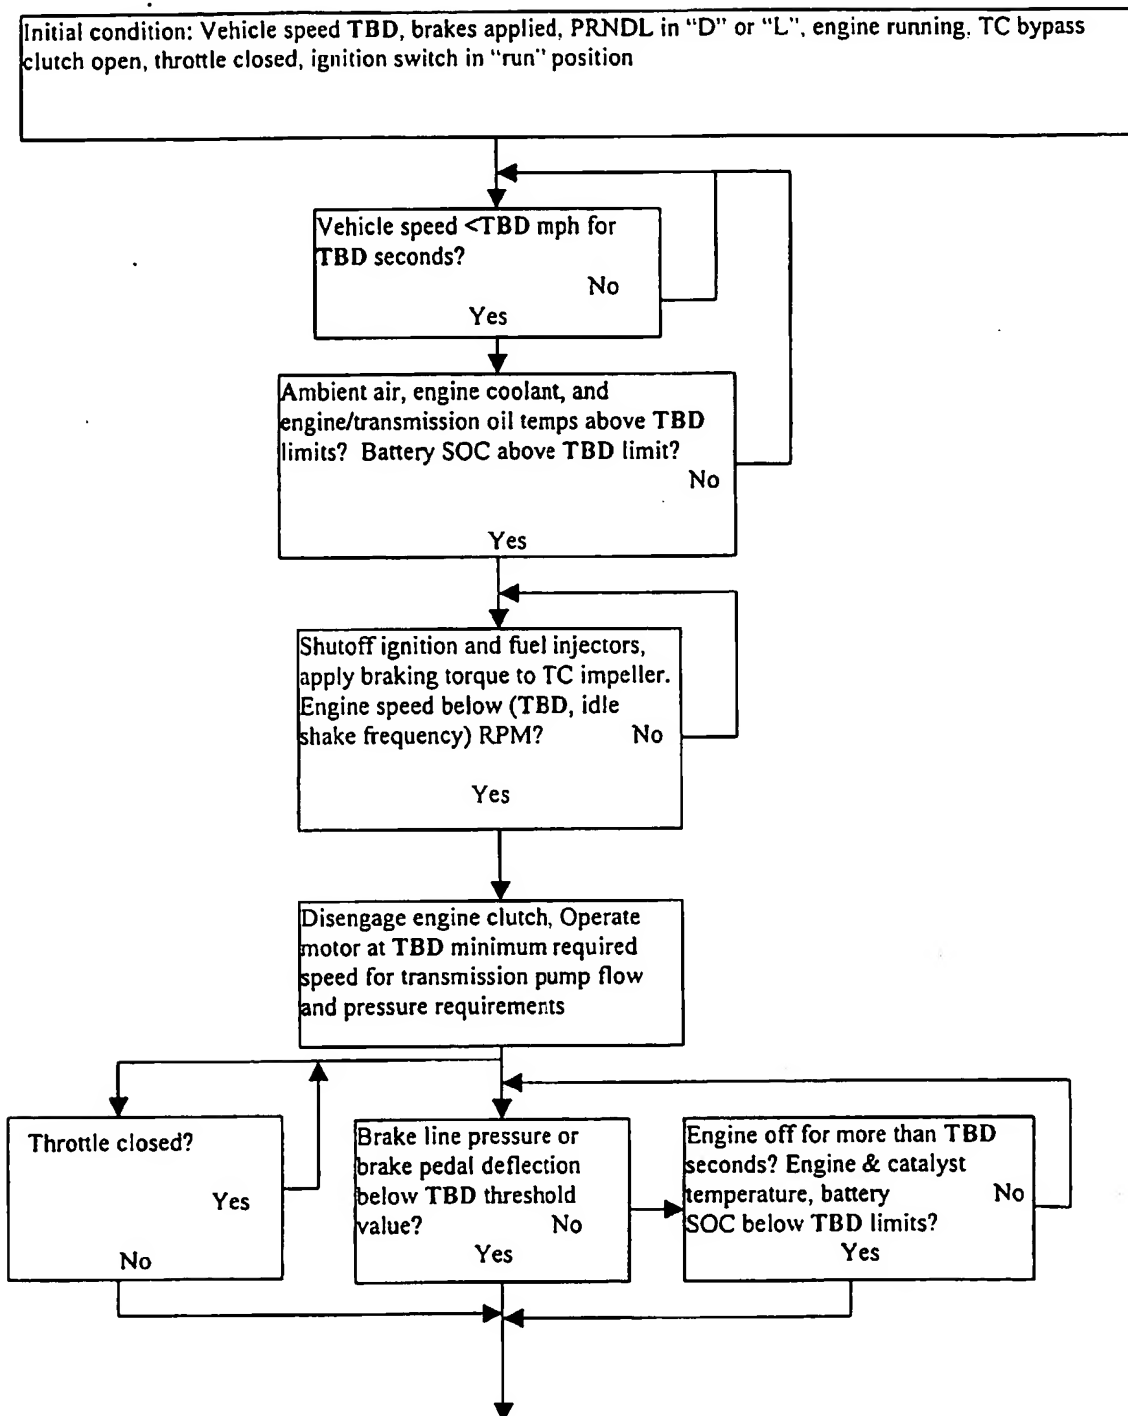 Initial condition: Vehicle speed TBD, brakes applied, PRNDL in “D” or “L”, engine running, TC bypass
clutch open, throttle closed, ignition switch in “run” position
Vehicle speed <TBD mph for
TBD seconds?
No
Yes
Ambient air, engine coolant, and
engine/transmission oil temps above TBD
limits? Battery SOC above TBD limit?
No
Yes
Shutoff ignition and fuel injectors,
apply braking torque to TC impeller.
Engine speed below (TBD, idle
shake frequency) RPM? No
Yes
Disengage engine clutch, Operate
motor at TBD minimum required
speed for transmission pump flow
and pressure requirements
Throttle closed?
Yes
No
Brake line pressure or
brake pedal deflection
below TBD threshold
value? No
Yes
Engine off for more than TBD
seconds? Engine & catalyst
temperature, battery No
SOC below TBD limits?
Yes